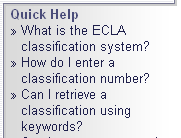 Quick Help
» What is the ECLA
classification system?
» How do I enter a
classification number?
» Can I retrieve a
classification using
keywords?